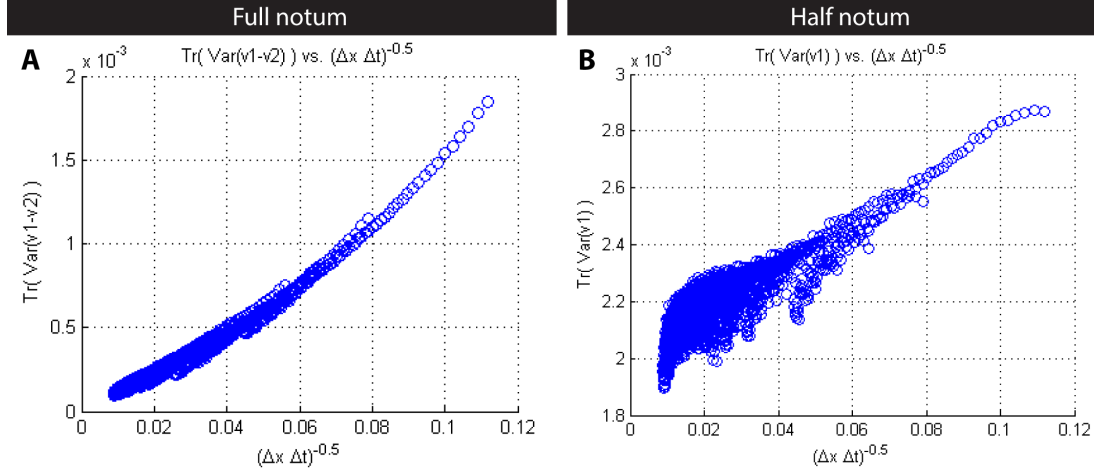 Full notum
A
Tr( Var(v1-v2) ) vs. (Δx Δt)^-0.5
x 10^-3
2
1.5
1
0.5
0
Tr( Var(v1-v2) )
0
0.02
0.04
0.06
0.08
0.1
0.12
(Δx Δt)^-0.5
Half notum
B
Tr( Var(v1) ) vs. (Δx Δt)^-0.5
x 10^-3
3
2.8
2.6
2.4
2.2
2
1.8
Tr( Var(v1) )
0
0.02
0.04
0.06
0.08
0.1
0.12
(Δx Δt)^-0.5